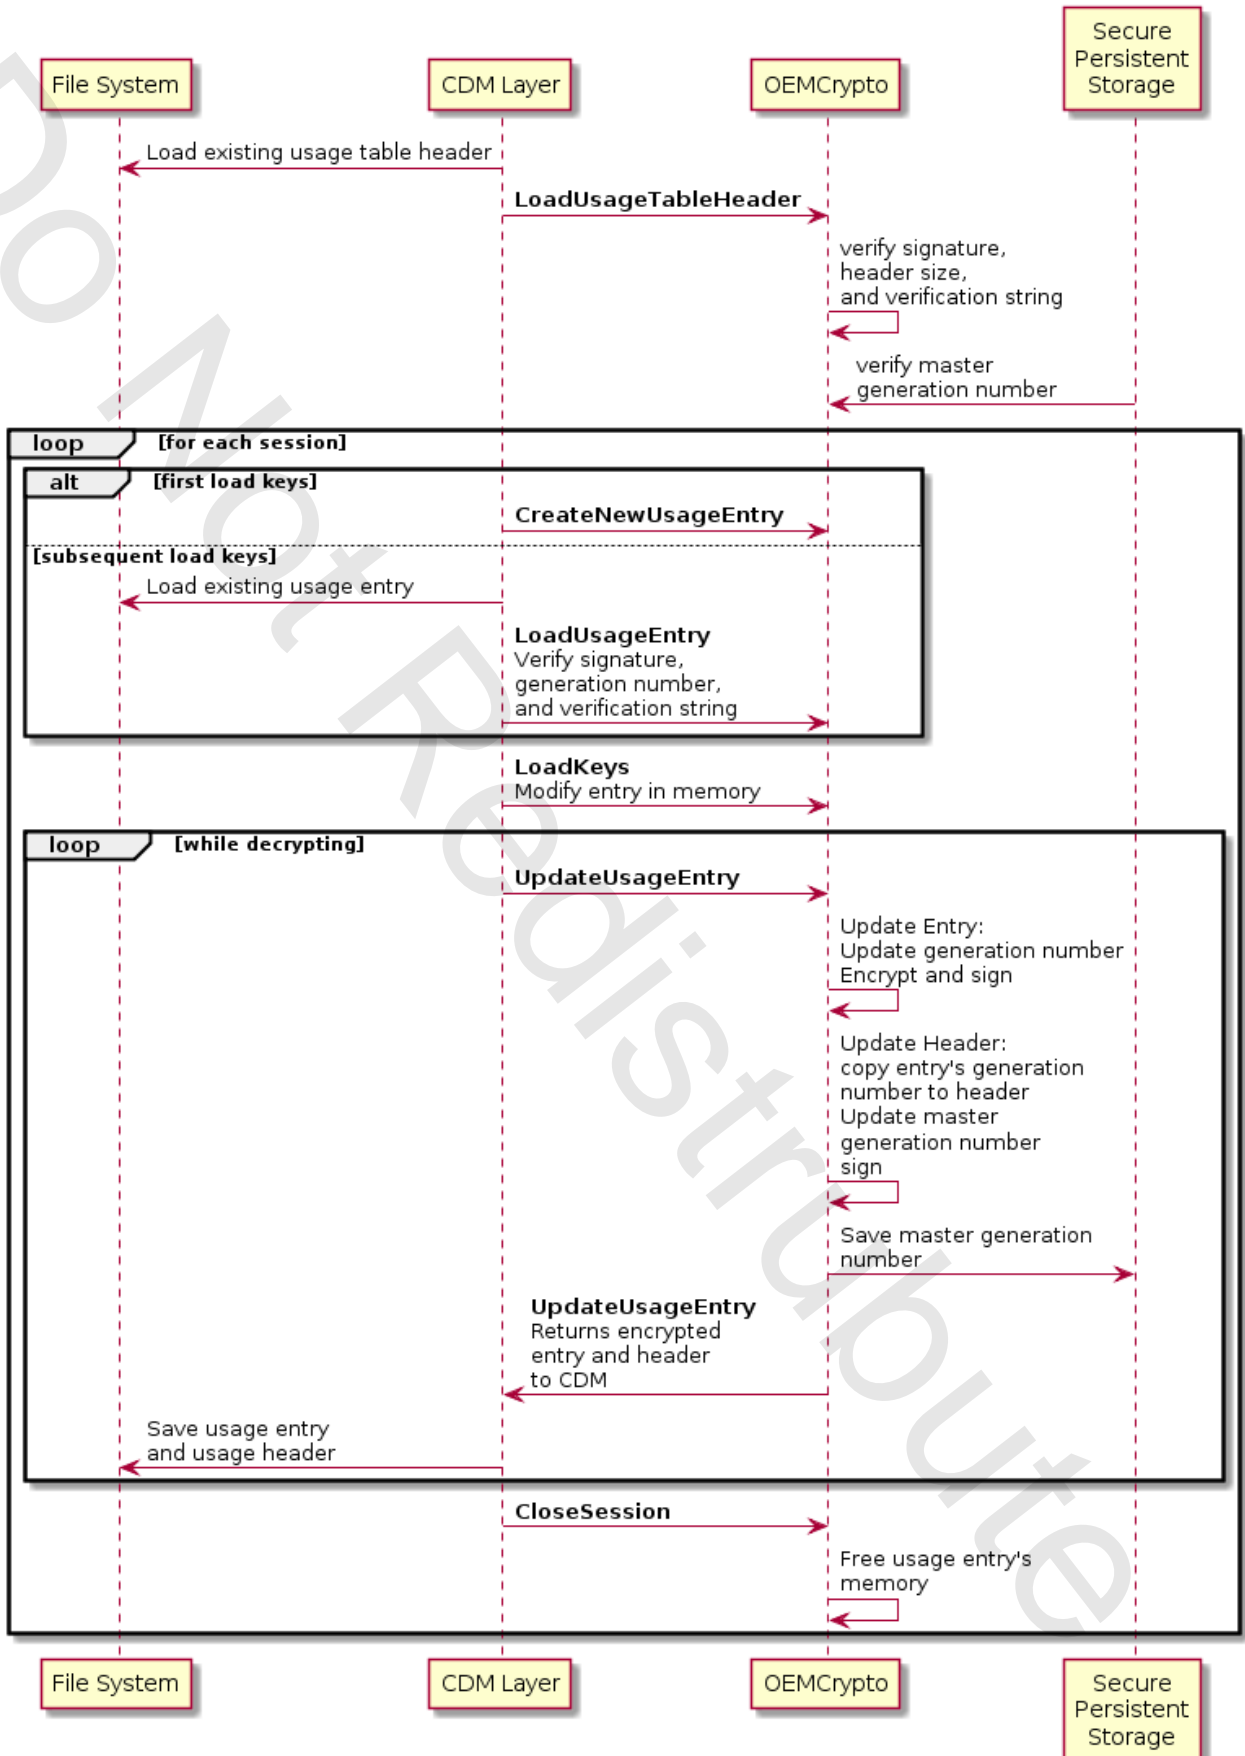 File System
CDM Layer
OEMCrypto
Secure
Persistent
Storage
Load existing usage table header
LoadUsageTableHeader
verify signature,
header size,
and verification string
verify master
generation number
loop [for each session]
alt [first load keys]
CreateNewUsageEntry
[subsequent load keys]
Load existing usage entry
LoadUsageEntry
Verify signature,
generation number,
and verification string
LoadKeys
Modify entry in memory
loop [while decrypting]
UpdateUsageEntry
Update Entry:
Update generation number
Encrypt and sign
Update Header:
copy entry's generation
number to header
Update master
generation number
sign
Save master generation
number
UpdateUsageEntry
Returns encrypted
entry and header
to CDM
Save usage entry
and usage header
CloseSession
Free usage entry's
memory
File System
CDM Layer
OEMCrypto
Secure
Persistent
Storage
Do Not Redistrubute